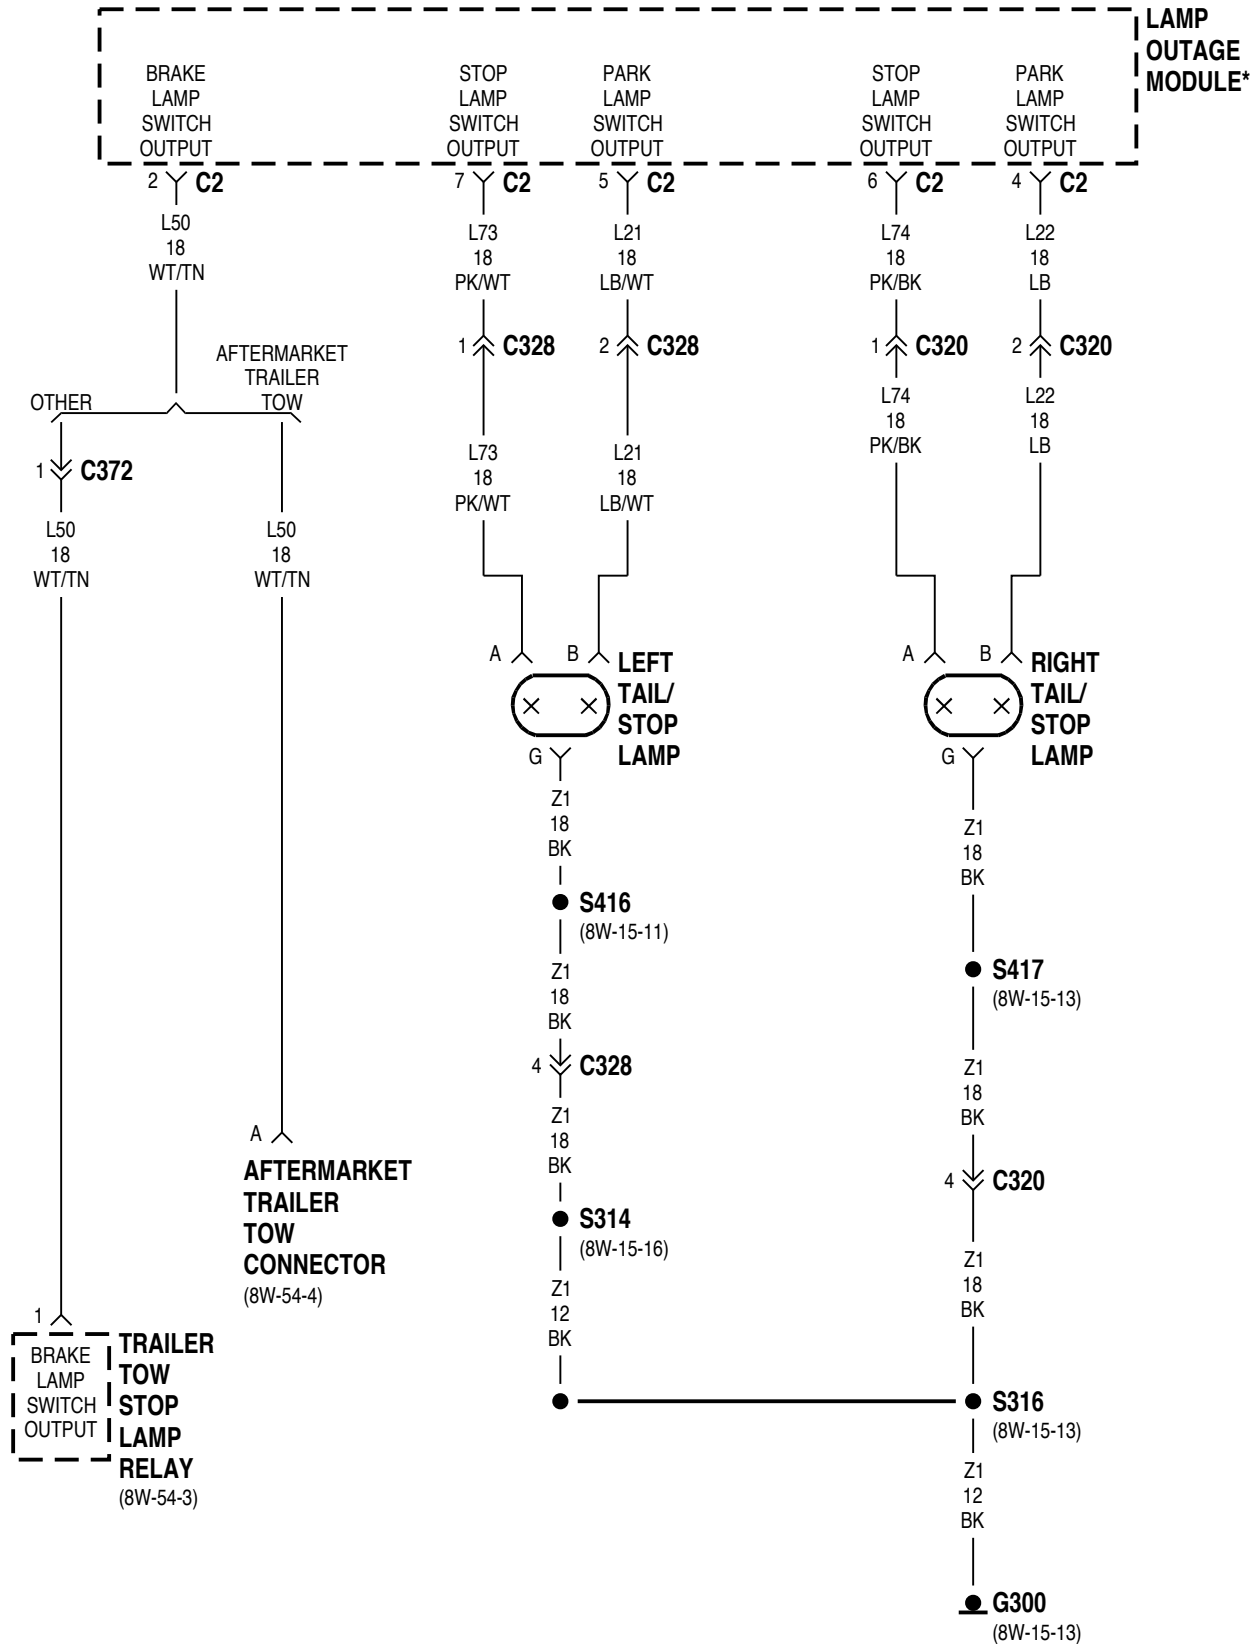 LAMP
OUTAGE
MODULE*
BRAKE
LAMP
SWITCH
OUTPUT
STOP
LAMP
SWITCH
OUTPUT
PARK
LAMP
SWITCH
OUTPUT
STOP
LAMP
SWITCH
OUTPUT
PARK
LAMP
SWITCH
OUTPUT
2 C2
7 C2
5 C2
6 C2
4 C2
L50
18
WT/TN
L73
18
PK/WT
L21
18
LB/WT
L74
18
PK/BK
L22
18
LB
1 C328
2 C328
1 C320
2 C320
AFTERMARKET
TRAILER
TOW
OTHER
1 C372
L73
18
PK/WT
L21
18
LB/WT
L74
18
PK/BK
L22
18
LB
L50
18
WT/TN
L50
18
WT/TN
A
B
LEFT
TAIL/
STOP
LAMP
G
A
B
RIGHT
TAIL/
STOP
LAMP
G
Z1
18
BK
S416
(8W-15-11)
Z1
18
BK
4 C328
Z1
18
BK
S314
(8W-15-16)
Z1
12
BK
Z1
18
BK
S417
(8W-15-13)
Z1
18
BK
4 C320
Z1
18
BK
S316
(8W-15-13)
Z1
12
BK
G300
(8W-15-13)
A
AFTERMARKET
TRAILER
TOW
CONNECTOR
(8W-54-4)
1
BRAKE
LAMP
SWITCH
OUTPUT
TRAILER
TOW
STOP
LAMP
RELAY
(8W-54-3)